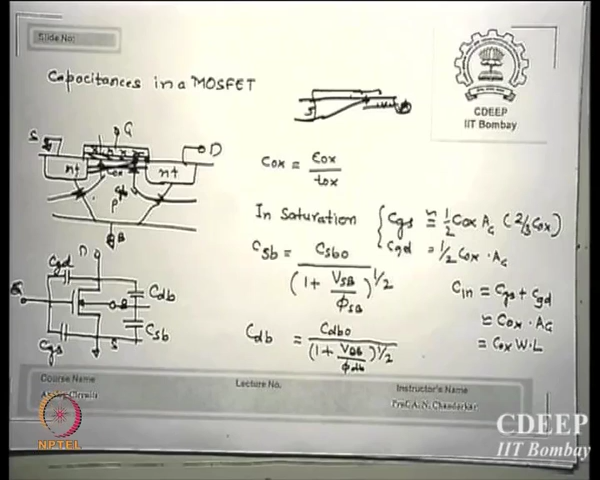 Slide No:
Capacitances in a MOSFET
CDEEP
IIT Bombay
S
G
D
n+
Cox
n+
p
B
Cox = εox / tox
In Saturation { Cgs ≈ 1/2 Cox AG (2/3 Cox)
Cgd = 1/2 Cox · AG
Csb = Csbo / (1 + VSB / φSB)^1/2
Cdb = Cdbo / (1 + VDB / φdb)^1/2
Cin = Cgs + Cgd
≈ Cox · AG
= Cox W·L
Cgd
D
G
B
Cdb
Csb
Cgs
S
Course Name
Circuits
Lecture No.
Instructor's Name
Prof. A. N. Chandorkar
NPTEL
CDEEP
IIT Bombay